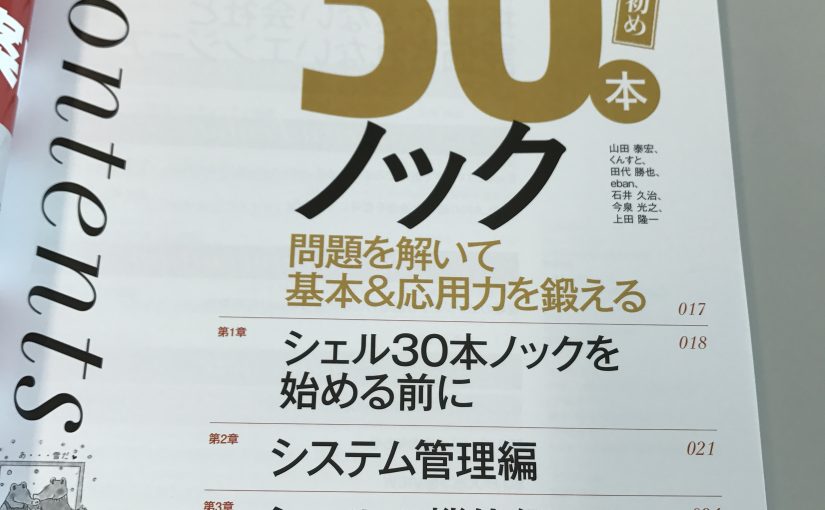 ontents
初め
30
本
ノック
山田 泰宏、
くんすと、
田代 勝也、
eban、
石井 久治、
今泉 光之、
上田 隆一
問題を解いて
基本&応用力を鍛える 017
第1章 シェル30本ノックを 018
始める前に
第2章 システム管理編 021
第3章
あ・・・雪だ